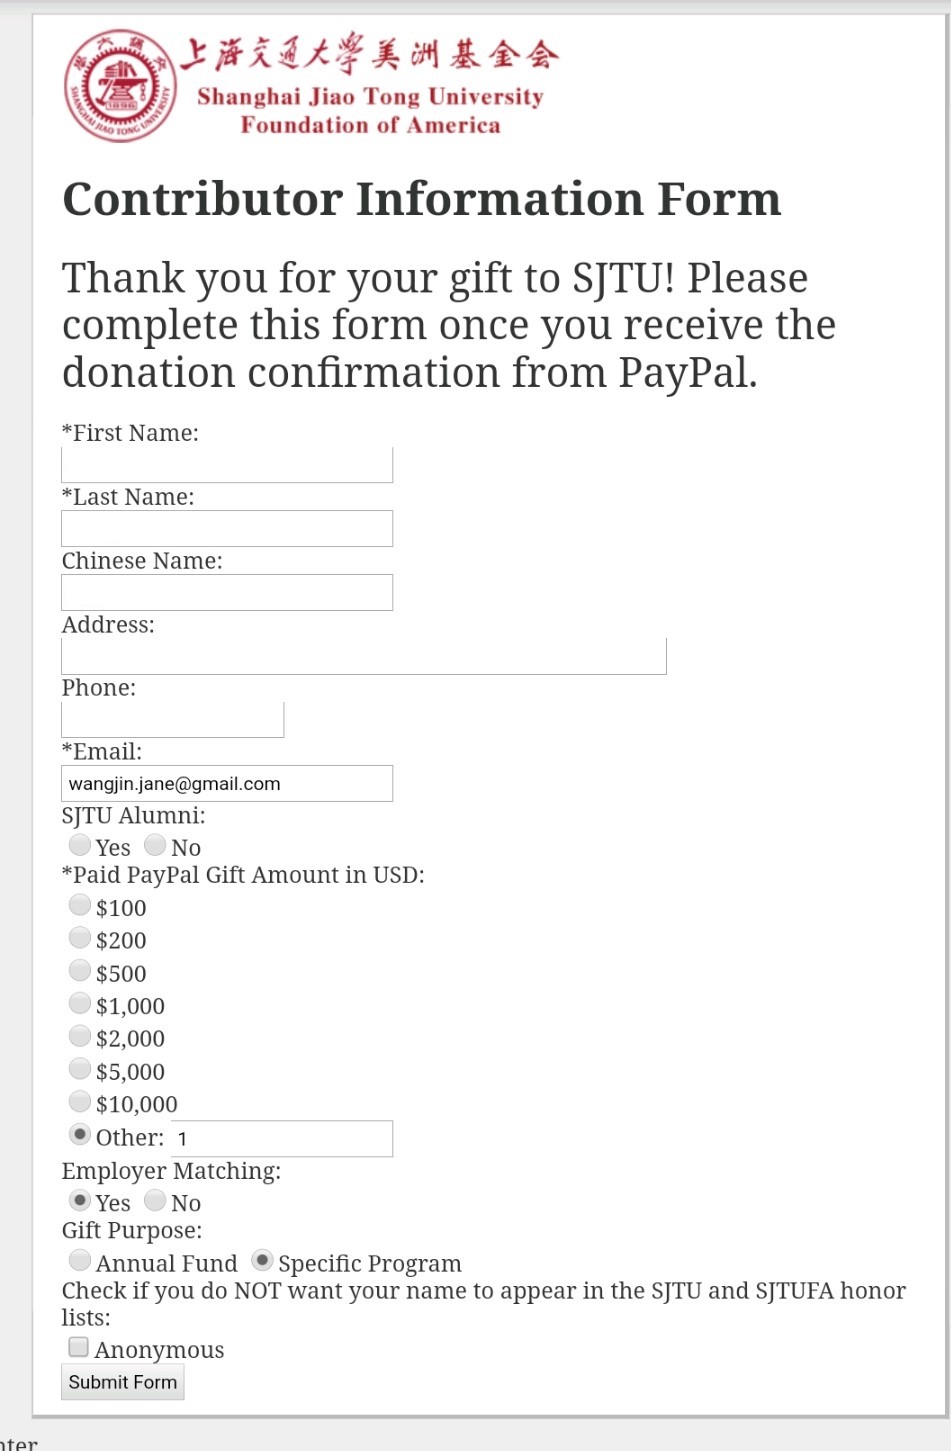 上海交通大學美洲基金会
Shanghai Jiao Tong University
Foundation of America
SHANGHAI JIAO TONG UNIVERSITY
1896
Contributor Information Form
Thank you for your gift to SJTU! Please
complete this form once you receive the
donation confirmation from PayPal.
*First Name:
*Last Name:
Chinese Name:
Address:
Phone:
*Email:
wangjin.jane@gmail.com
SJTU Alumni:
Yes No
*Paid PayPal Gift Amount in USD:
$100
$200
$500
$1,000
$2,000
$5,000
$10,000
Other: 1
Employer Matching:
Yes No
Gift Purpose:
Annual Fund Specific Program
Check if you do NOT want your name to appear in the SJTU and SJTUFA honor
lists:
Anonymous
Submit Form